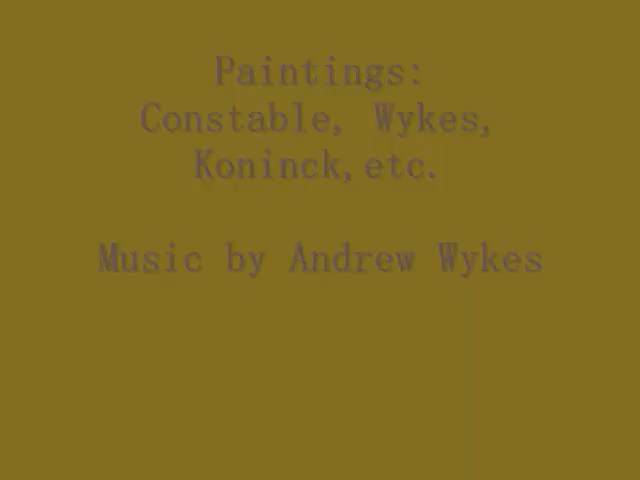 Paintings:
Constable, Wykes,
Koninck,etc.
Music by Andrew Wykes